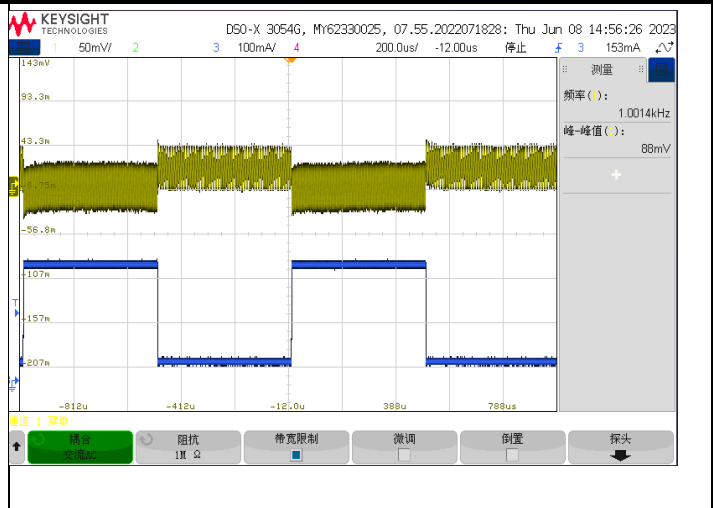 KEYSIGHT
TECHNOLOGIES
DSO-X 3054G, MY62330025, 07.55.2022071828: Thu Jun 08 14:56:26 2023
1 50mV/ 2 3 100mA/ 4 200.0us/ -12.00us 停止 3 153mA
143mV
93.3m
43.3m
-6.75m
-56.8m
-107m
-157m
-207m
T
-812u -412u -12.0u 388u 788us
测量
频率(1):
1.0014kHz
峰-峰值(1):
88mV
+
通道 1 菜单
耦合 阻抗 带宽限制 微调 倒置 探头
交流AC 1M Ω